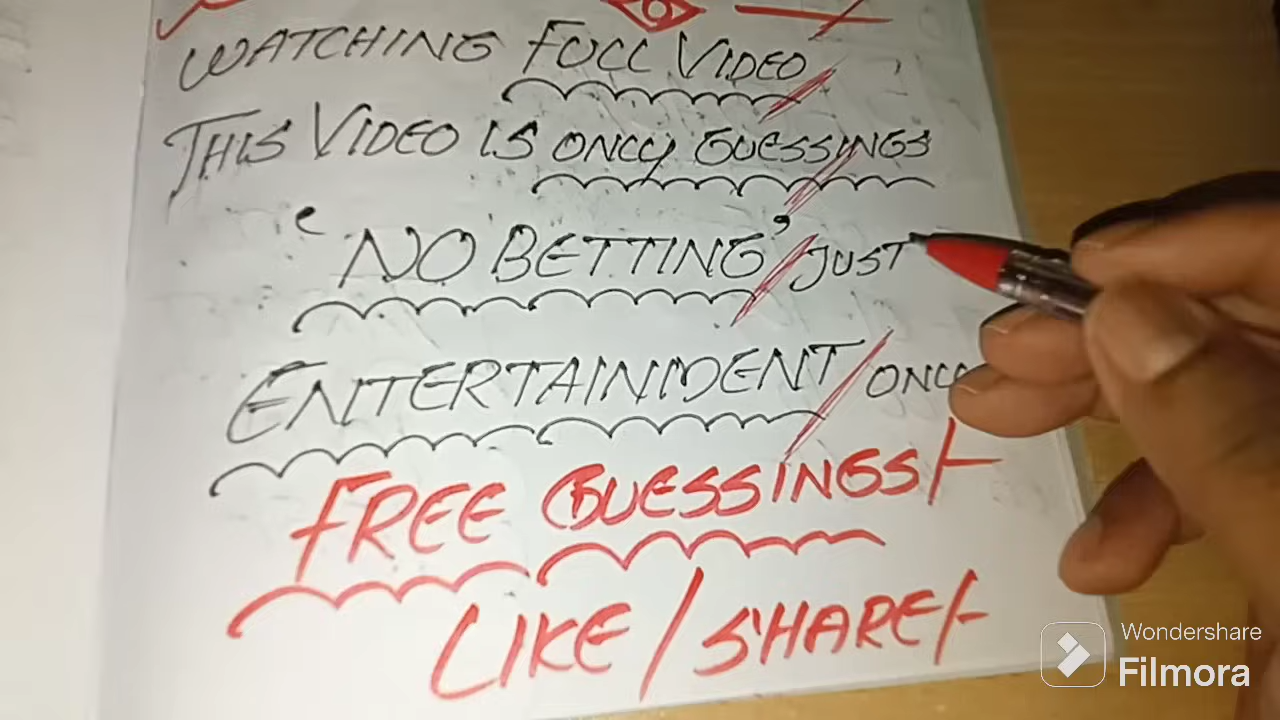 WATCHING FULL VIDEO
THIS VIDEO IS ONLY GUESSINGS
'NO BETTING' JUST
ENTERTAINMENT / ONLY
FREE GUESSINGS/-
LIKE / SHARE/-
Wondershare
Filmora